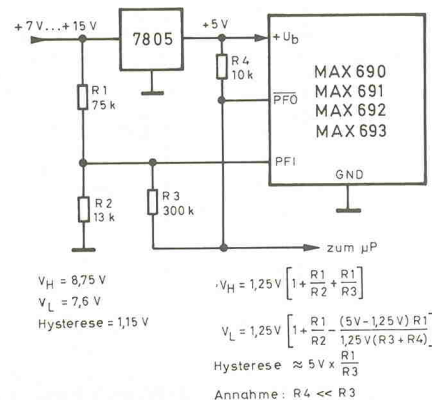 +7V...+15V
7805
+5V
R4
10k
+Ub
PFO
PFI
GND
MAX 690
MAX 691
MAX 692
MAX 693
R1
75k
R2
13k
R3
300k
zum µP
VH = 8,75 V
VL = 7,6 V
Hysterese = 1,15 V
VH = 1,25V [1 + R1/R2 + R1/R3]
VL = 1,25V [1 + R1/R2 - (5V-1,25V) R1/1,25V(R3+R4)]
Hysterese ≈ 5V x R1/R3
Annahme: R4 << R3